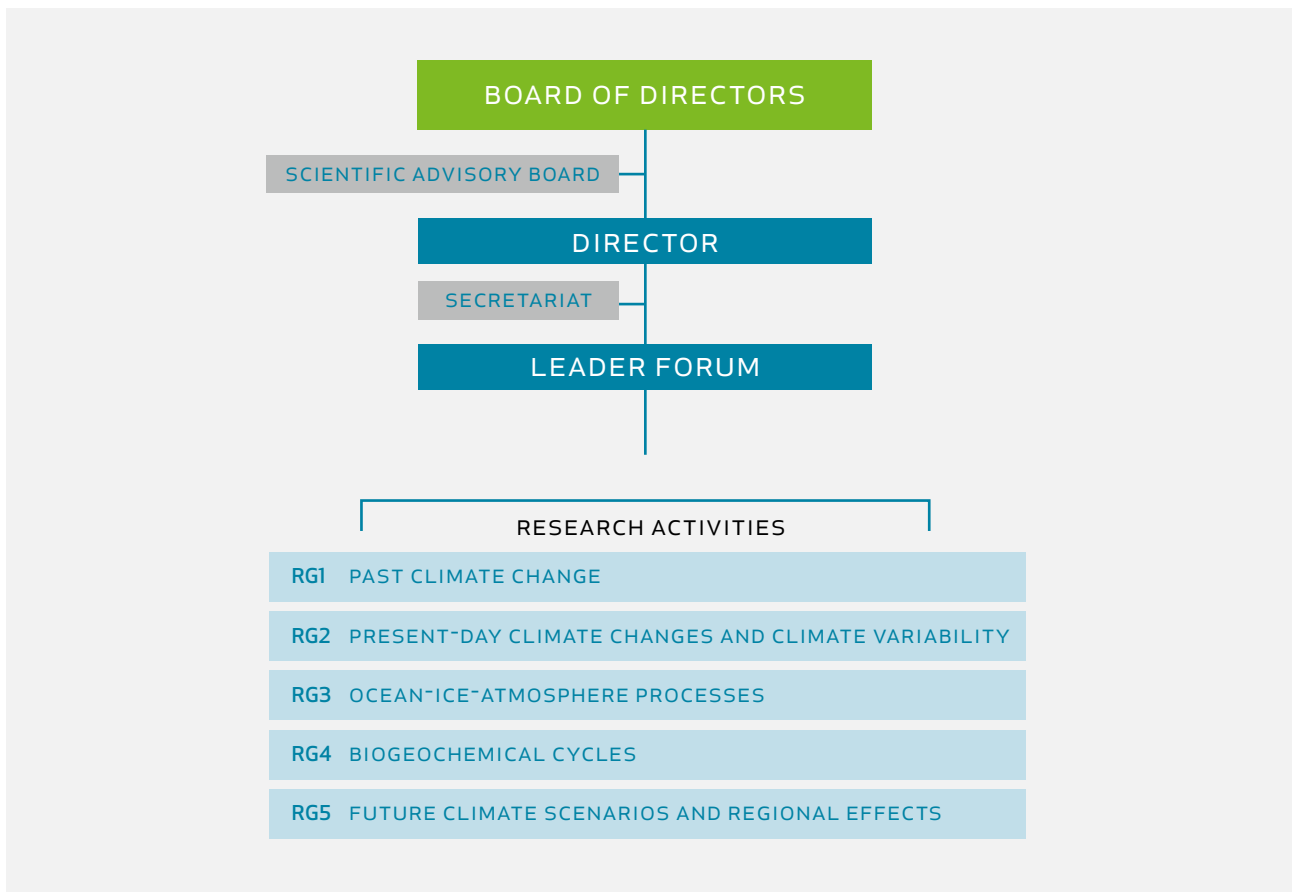 BOARD OF DIRECTORS
SCIENTIFIC ADVISORY BOARD
DIRECTOR
SECRETARIAT
LEADER FORUM
RESEARCH ACTIVITIES
RG1 PAST CLIMATE CHANGE
RG2 PRESENT-DAY CLIMATE CHANGES AND CLIMATE VARIABILITY
RG3 OCEAN-ICE-ATMOSPHERE PROCESSES
RG4 BIOGEOCHEMICAL CYCLES
RG5 FUTURE CLIMATE SCENARIOS AND REGIONAL EFFECTS